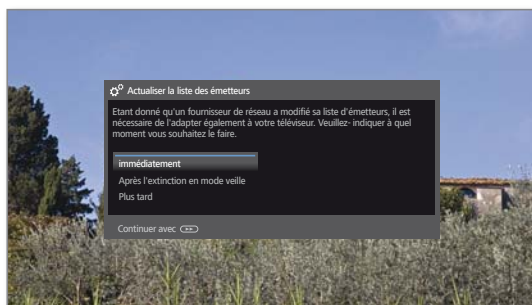 Actualiser la liste des émetteurs
Etant donné qu'un fournisseur de réseau a modifié sa liste d'émetteurs, il est
nécessaire de l'adapter également à votre téléviseur. Veuillez- indiquer à quel
moment vous souhaitez le faire.
immédiatement
Après l'extinction en mode veille
Plus tard
Continuer avec